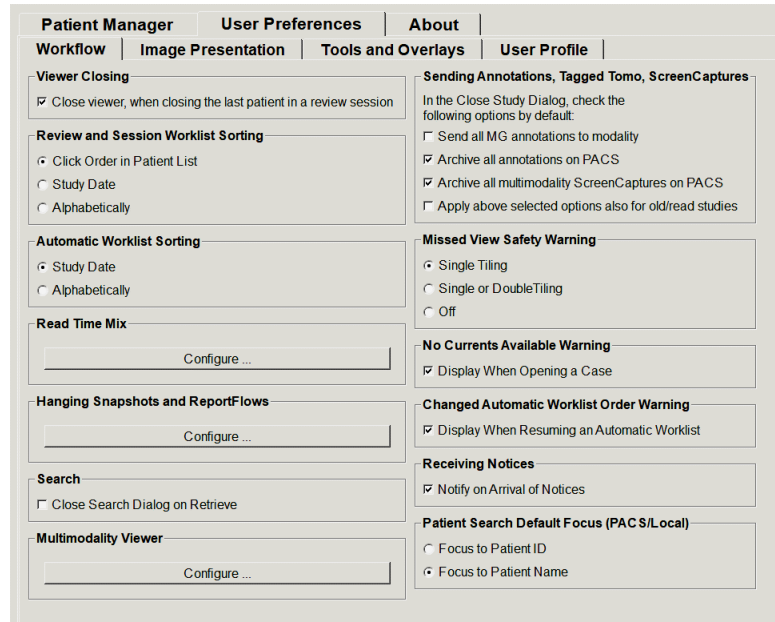 Patient Manager
User Preferences
About
Workflow
Image Presentation
Tools and Overlays
User Profile
Viewer Closing
Close viewer, when closing the last patient in a review session
Review and Session Worklist Sorting
Click Order in Patient List
Study Date
Alphabetically
Automatic Worklist Sorting
Study Date
Alphabetically
Read Time Mix
Configure ...
Hanging Snapshots and ReportFlows
Configure ...
Search
Close Search Dialog on Retrieve
Multimodality Viewer
Configure ...
Sending Annotations, Tagged Tomo, ScreenCaptures
In the Close Study Dialog, check the
following options by default:
Send all MG annotations to modality
Archive all annotations on PACS
Archive all multimodality ScreenCaptures on PACS
Apply above selected options also for old/read studies
Missed View Safety Warning
Single Tiling
Single or DoubleTiling
Off
No Currents Available Warning
Display When Opening a Case
Changed Automatic Worklist Order Warning
Display When Resuming an Automatic Worklist
Receiving Notices
Notify on Arrival of Notices
Patient Search Default Focus (PACS/Local)
Focus to Patient ID
Focus to Patient Name